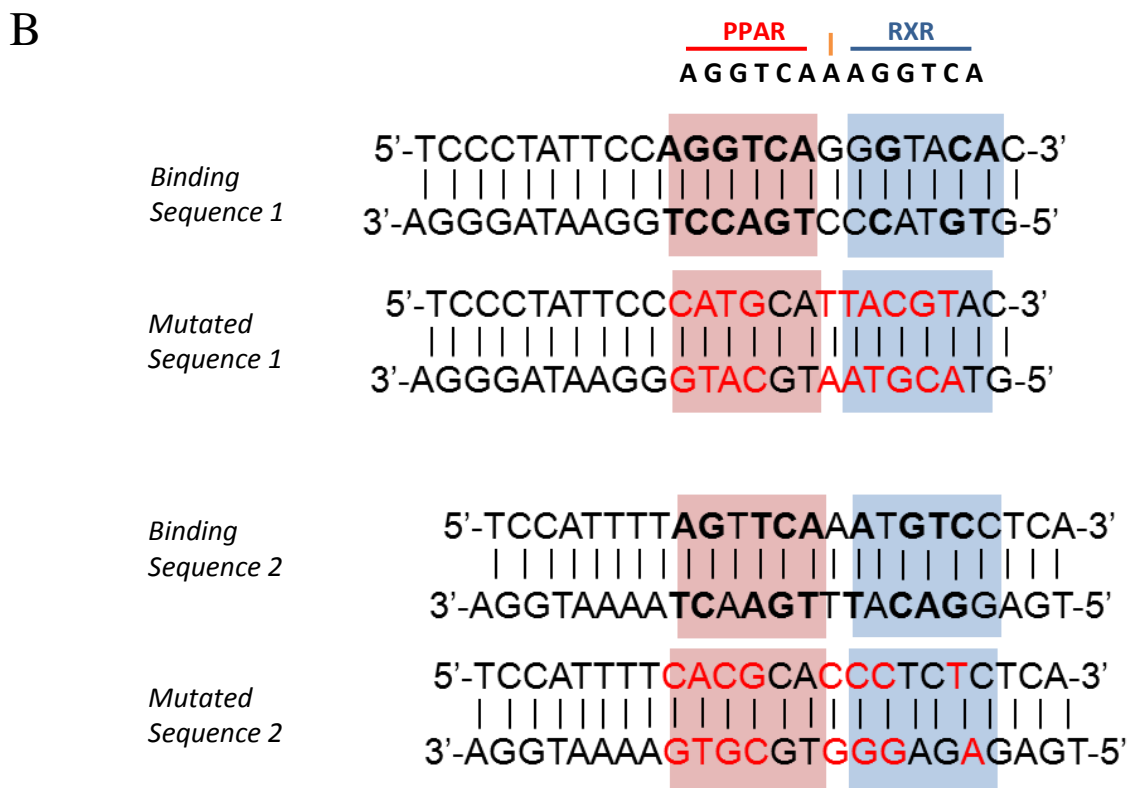 B
PPAR RXR
A G G T C A A A G G T C A
5’-TCCCTATTCCAGGTCAGGGTACAC-3’
Binding
Sequence 1
3’-AGGGATAAGGTCCAGTCCCATGTG-5’
5’-TCCCTATTCCCATGCATTACGTAC-3’
Mutated
Sequence 1
3’-AGGGATAAGGGTACGTAATGCATG-5’
5’-TCCATTTTAGTTCAAATGTCCTCA-3’
Binding
Sequence 2
3’-AGGTAAAATCAAGTTTACAGGAGT-5’
5’-TCCATTTTCACGCACCCTCTCTCA-3’
Mutated
Sequence 2
3’-AGGTAAAAGTGCGTGGGAGAGAGT-5’